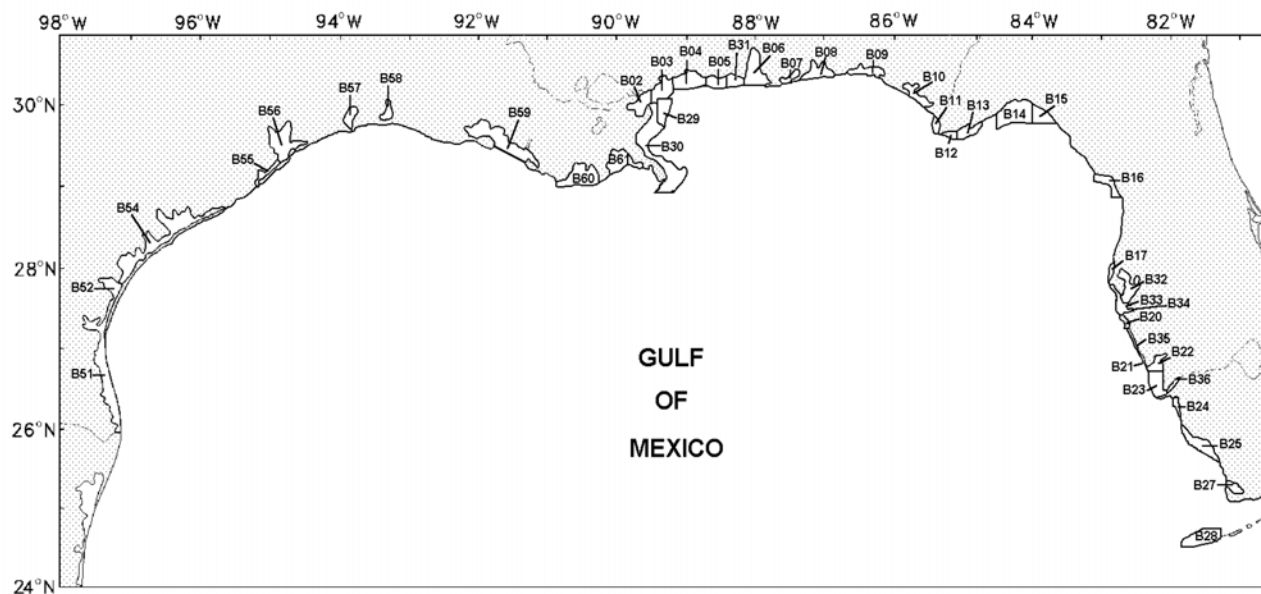 98°W 96°W 94°W 92°W 90°W 88°W 86°W 84°W 82°W
B31
B03 B04 B05 B06 B07 B08 B09
B02
B58
B57
B10
30°N
B56
B59
B11 B13 B14 B15
B29
B12
B30
B55
B61
B60
B16
B54
28°N
B17
B52
B32
B33 B34
B20
B35
GULF
B21 B22
B51
B36
B23
OF
B24
26°N
MEXICO
B25
B27
B28
24°N